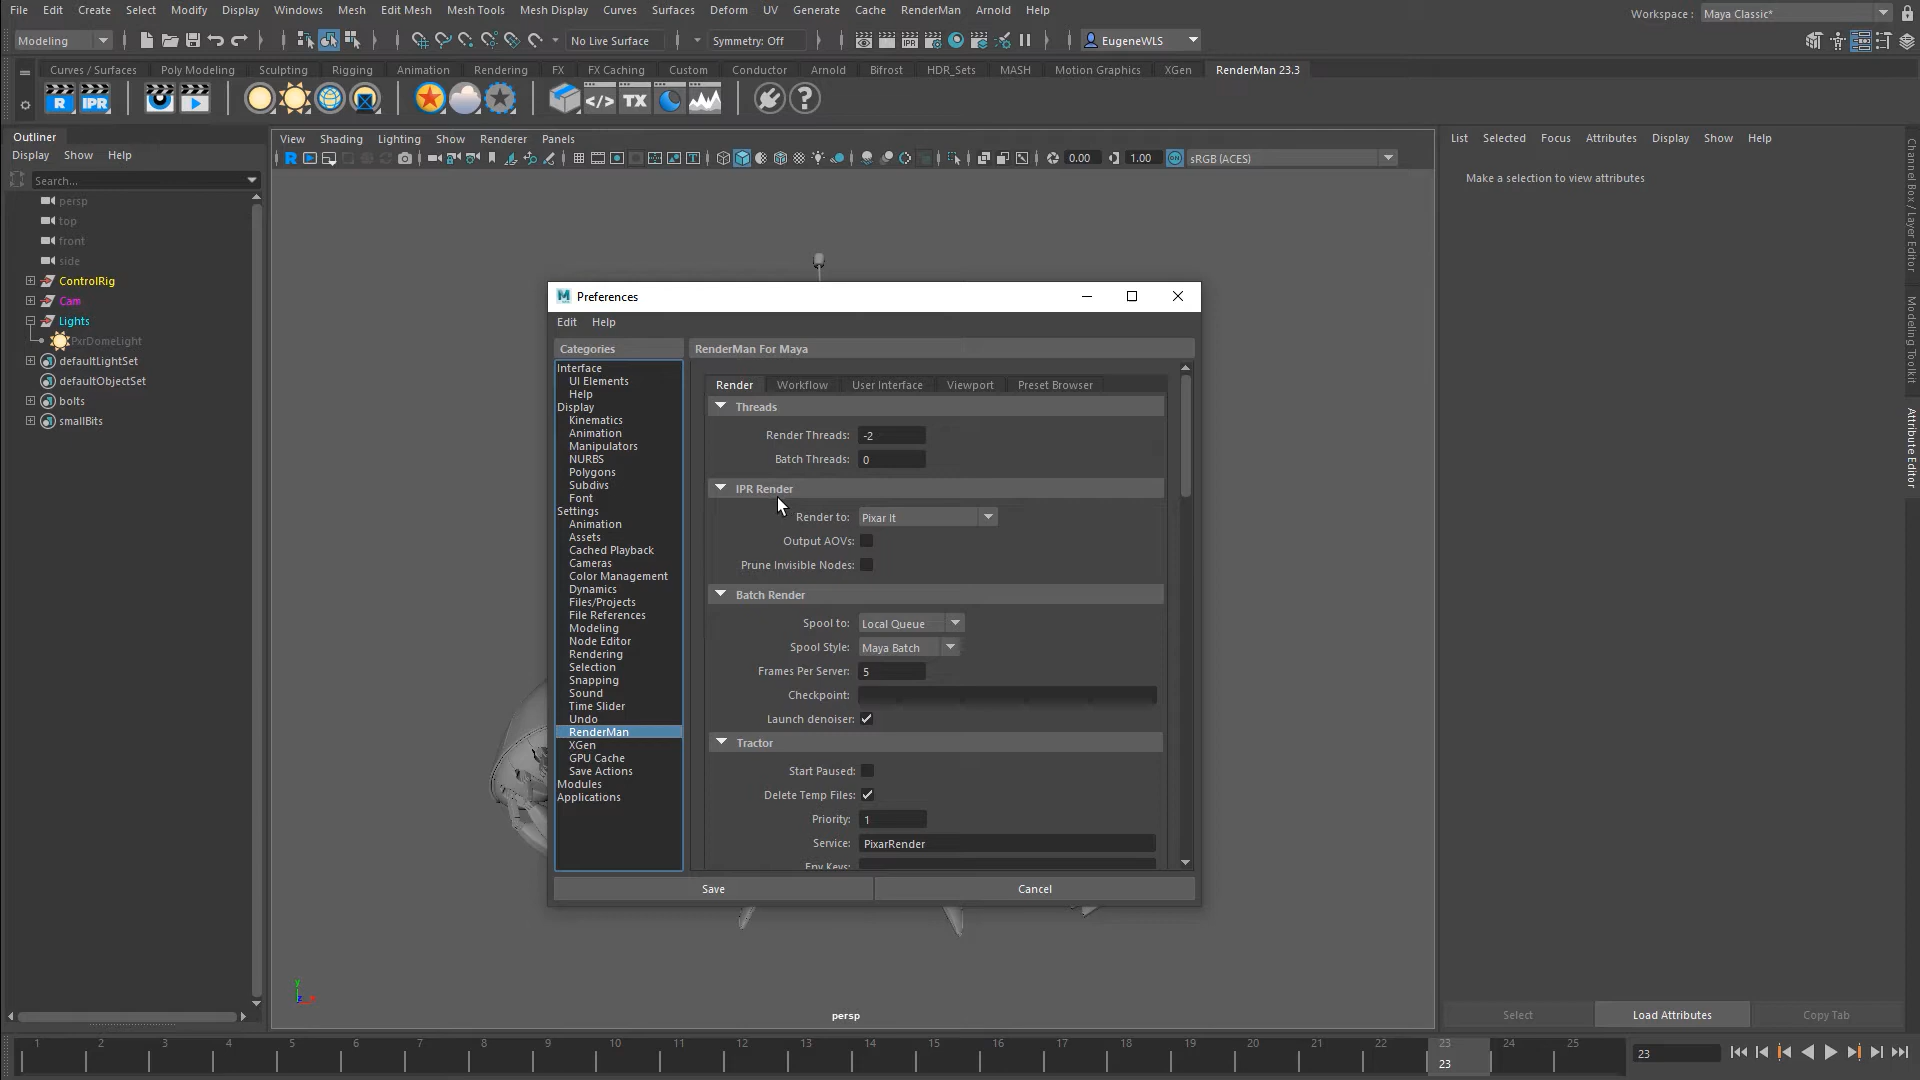 File Edit Create Select Modify Display Windows Mesh Edit Mesh Mesh Tools Mesh Display Curves Surfaces Deform UV Generate Cache RenderMan Arnold Help
Workspace : Maya Classic*
Modeling
No Live Surface
Symmetry: Off
EugeneWLS
Curves / Surfaces Poly Modeling Sculpting Rigging Animation Rendering FX FX Caching Custom Conductor Arnold Bifrost HDR_Sets MASH Motion Graphics XGen RenderMan 23.3
R IPR </> TX ?
Outliner
Display Show Help
Search...
persp
top
front
side
ControlRig
Cam
Lights
PxrDomeLight
defaultLightSet
defaultObjectSet
bolts
smallBits
View Shading Lighting Show Renderer Panels
0.00 1.00 sRGB (ACES)
List Selected Focus Attributes Display Show Help
Make a selection to view attributes
Channel Box / Layer Editor
Modeling Toolkit
Attribute Editor
Preferences
Edit Help
Categories
Interface
UI Elements
Help
Display
Kinematics
Animation
Manipulators
NURBS
Polygons
Subdivs
Font
Settings
Animation
Assets
Cached Playback
Cameras
Color Management
Dynamics
Files/Projects
File References
Modeling
Node Editor
Rendering
Selection
Snapping
Sound
Time Slider
Undo
RenderMan
XGen
GPU Cache
Save Actions
Modules
Applications
RenderMan For Maya
Render Workflow User Interface Viewport Preset Browser
Threads
Render Threads: -2
Batch Threads: 0
IPR Render
Render to: Pixar It
Output AOVs:
Prune Invisible Nodes:
Batch Render
Spool to: Local Queue
Spool Style: Maya Batch
Frames Per Server: 5
Checkpoint:
Launch denoiser:
Tractor
Start Paused:
Delete Temp Files:
Priority: 1
Service: PixarRender
Env Keys:
Save Cancel
persp
Select Load Attributes Copy Tab
1 2 3 4 5 6 7 8 9 10 11 12 13 14 15 16 17 18 19 20 21 22 23 24 25
23
23